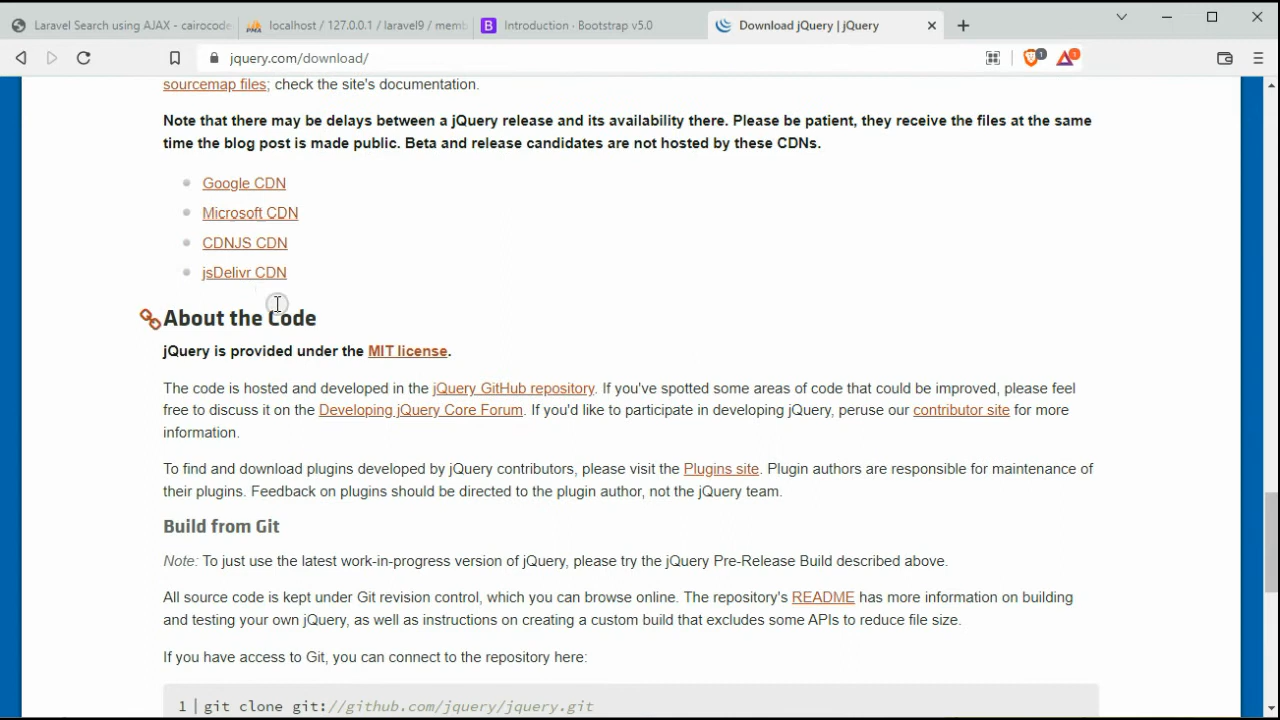 Laravel Search using AJAX - cairocode
localhost / 127.0.0.1 / laravel9 / memb
Introduction · Bootstrap v5.0
Download jQuery | jQuery
jquery.com/download/
1
1
sourcemap files; check the site's documentation.
Note that there may be delays between a jQuery release and its availability there. Please be patient, they receive the files at the same
time the blog post is made public. Beta and release candidates are not hosted by these CDNs.
Google CDN
Microsoft CDN
CDNJS CDN
jsDelivr CDN
About the Code
jQuery is provided under the MIT license.
The code is hosted and developed in the jQuery GitHub repository. If you've spotted some areas of code that could be improved, please feel
free to discuss it on the Developing jQuery Core Forum. If you'd like to participate in developing jQuery, peruse our contributor site for more
information.
To find and download plugins developed by jQuery contributors, please visit the Plugins site. Plugin authors are responsible for maintenance of
their plugins. Feedback on plugins should be directed to the plugin author, not the jQuery team.
Build from Git
Note: To just use the latest work-in-progress version of jQuery, please try the jQuery Pre-Release Build described above.
All source code is kept under Git revision control, which you can browse online. The repository's README has more information on building
and testing your own jQuery, as well as instructions on creating a custom build that excludes some APIs to reduce file size.
If you have access to Git, you can connect to the repository here:
1 git clone git://github.com/jquery/jquery.git